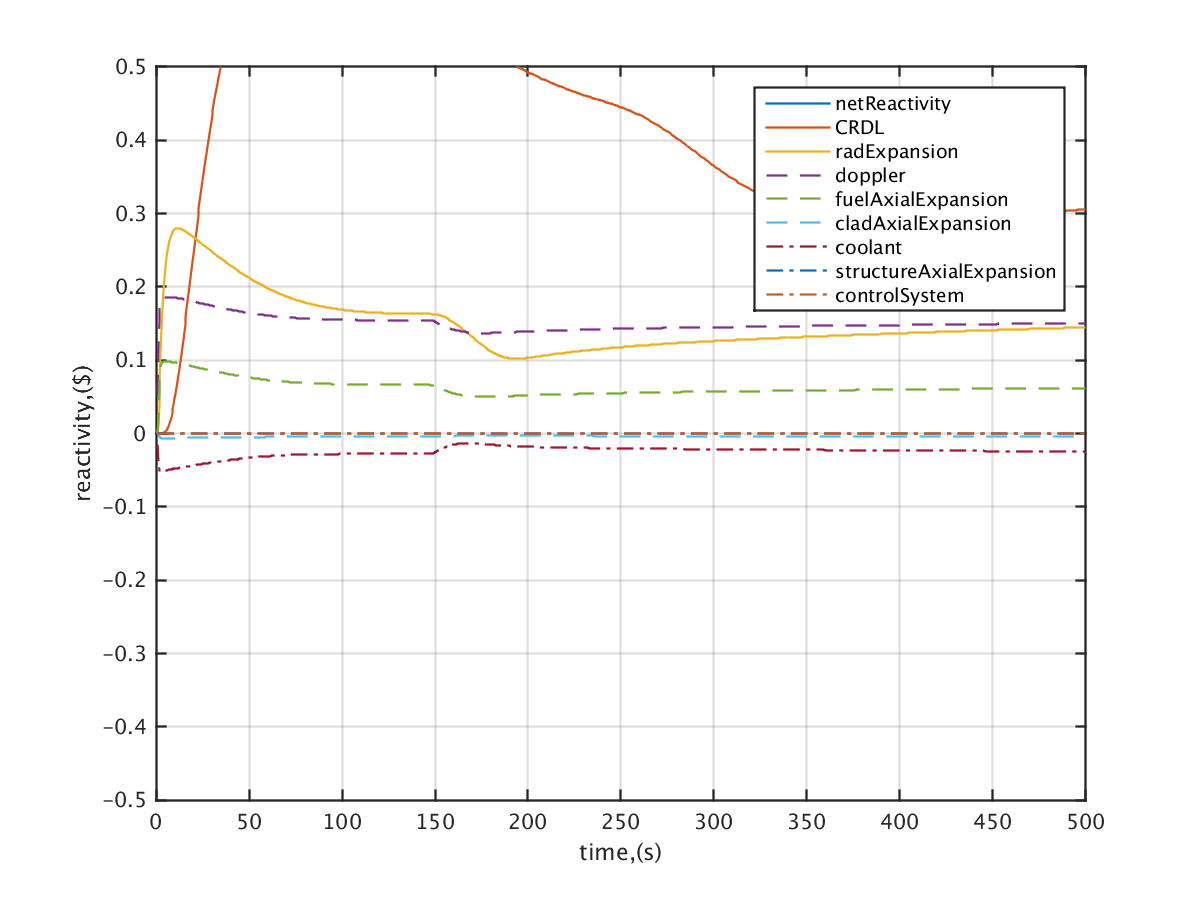 0.5
0.4
0.3
0.2
0.1
0
−0.1
−0.2
−0.3
−0.4
−0.5
reactivity,($)
0 50 100 150 200 250 300 350 400 450 500
time,(s)
netReactivity
CRDL
radExpansion
doppler
fuelAxialExpansion
cladAxialExpansion
coolant
structureAxialExpansion
controlSystem